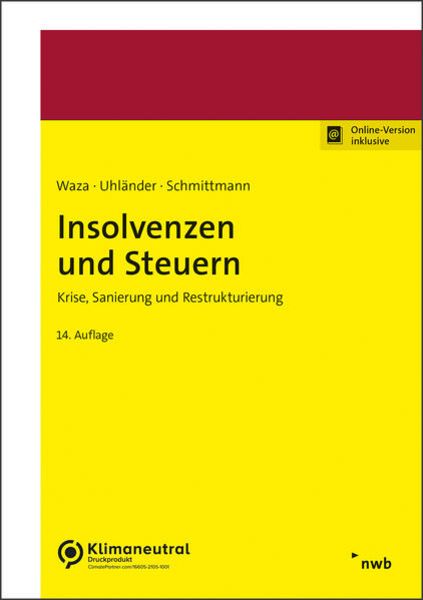 Online-Version
inklusive
Waza · Uhländer · Schmittmann
Insolvenzen
und Steuern
Krise, Sanierung und Restrukturierung
14. Auflage
Klimaneutral
Druckprodukt
ClimatePartner.com/16605-2105-1001
nwb